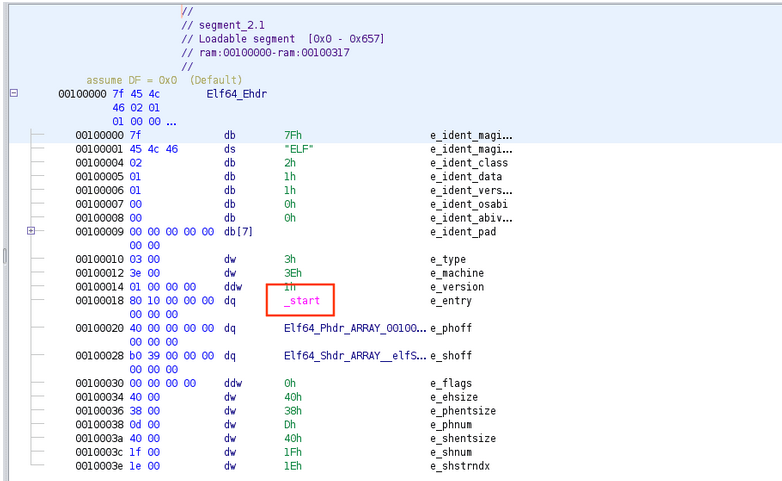 //
// segment_2.1
// Loadable segment  [0x0 - 0x657]
// ram:00100000-ram:00100317
//
assume DF = 0x0  (Default)
00100000 7f 45 4c Elf64_Ehdr
46 02 01
01 00 00 ...
00100000 7f db 7Fh e_ident_magi...
00100001 45 4c 46 ds "ELF" e_ident_magi...
00100004 02 db 2h e_ident_class
00100005 01 db 1h e_ident_data
00100006 01 db 1h e_ident_vers...
00100007 00 db 0h e_ident_osabi
00100008 00 db 0h e_ident_abiv...
00100009 00 00 00 00 00 db[7] e_ident_pad
00 00
00100010 03 00 dw 3h e_type
00100012 3e 00 dw 3Eh e_machine
00100014 01 00 00 00 ddw 1h e_version
00100018 80 10 00 00 00 dq _start e_entry
00 00 00
00100020 40 00 00 00 00 dq Elf64_Phdr_ARRAY_00100... e_phoff
00 00 00
00100028 b0 39 00 00 00 dq Elf64_Shdr_ARRAY__elfS... e_shoff
00 00 00
00100030 00 00 00 00 ddw 0h e_flags
00100034 40 00 dw 40h e_ehsize
00100036 38 00 dw 38h e_phentsize
00100038 0d 00 dw Dh e_phnum
0010003a 40 00 dw 40h e_shentsize
0010003c 1f 00 dw 1Fh e_shnum
0010003e 1e 00 dw 1Eh e_shstrndx